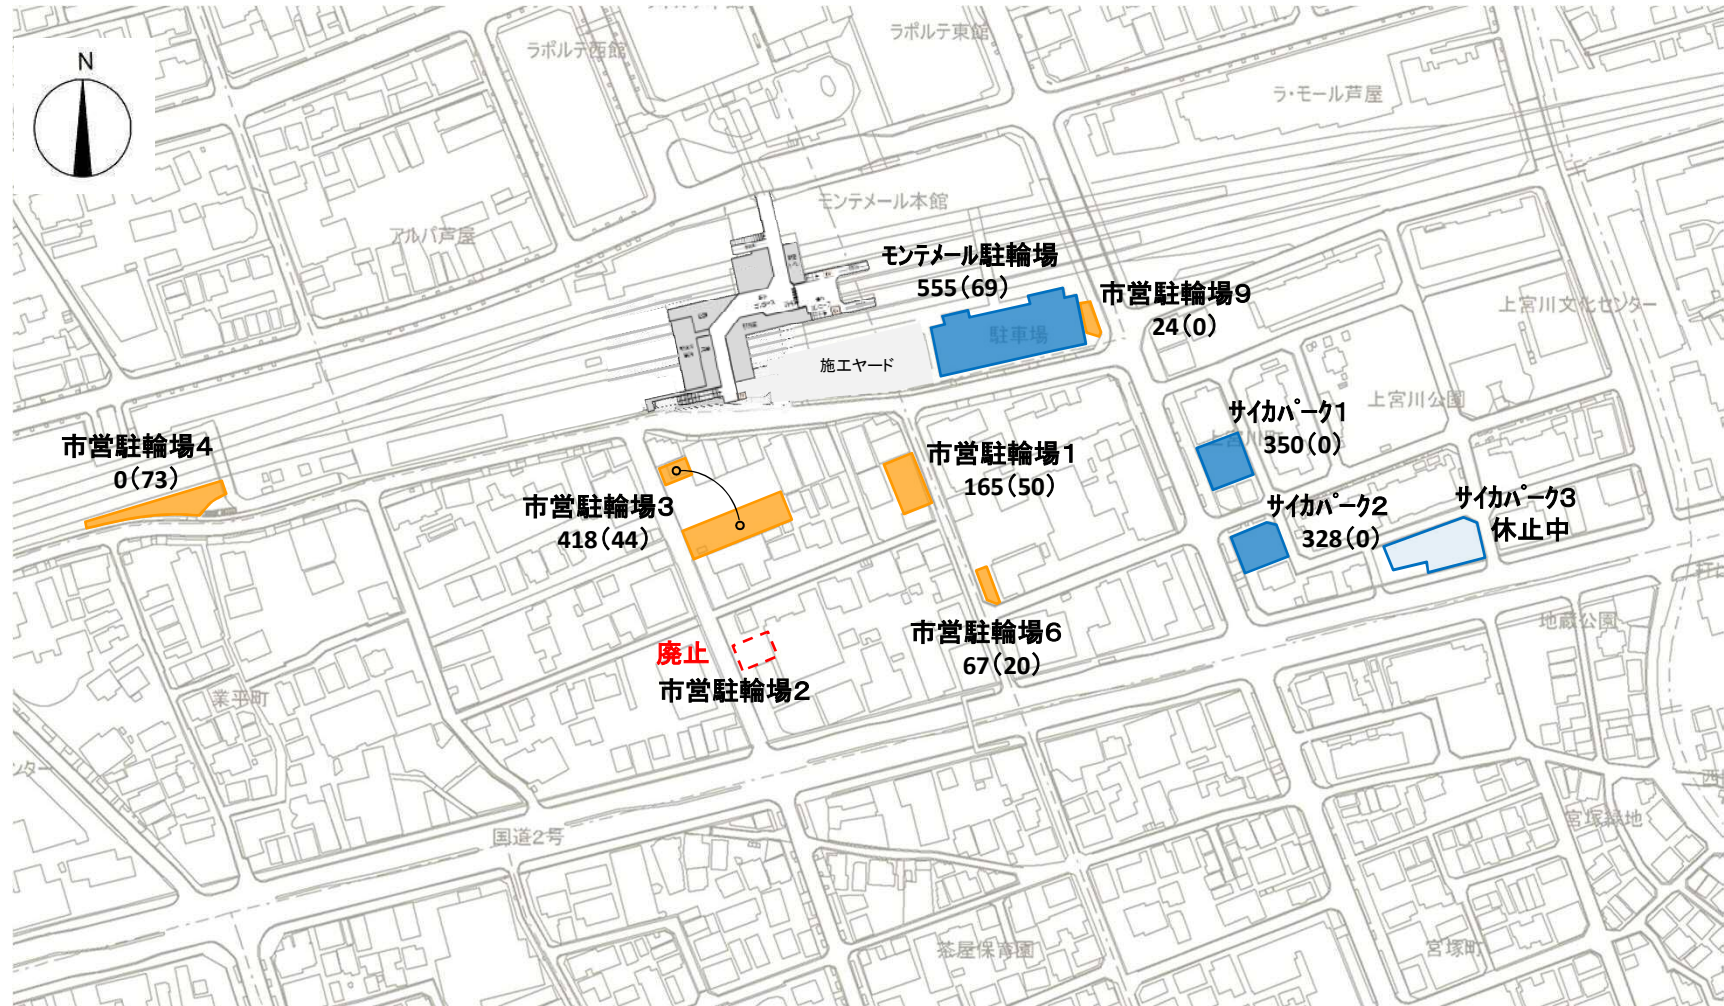 ラポルテ東館
ラポルテ西館
N
ラ・モール芦屋
モンテメール本館
アルパ芦屋
モンテメール駐輪場
555(69)
市営駐輪場9
24(0)
上宮川文化センター
駐車場
施工ヤード
上宮川公園
サイカパーク1
350(0)
市営駐輪場4
0(73)
市営駐輪場1
165(50)
市営駐輪場3
418(44)
サイカパーク2
328(0)
サイカパーク3
休止中
地蔵公園
市営駐輪場6
67(20)
廃止
市営駐輪場2
業平町
国道2号
宮塚緑地
茶屋保育園
宮塚町